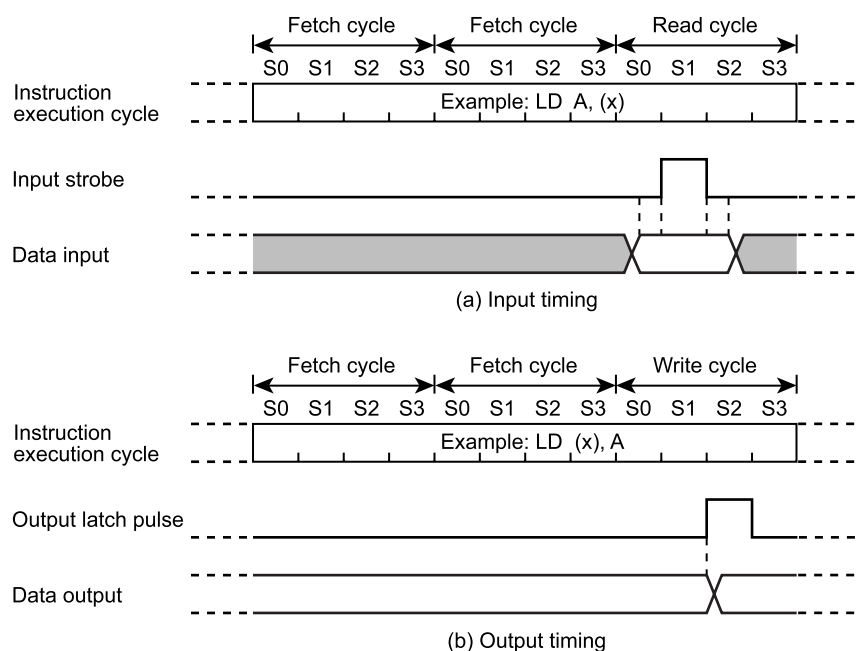 Fetch cycle Fetch cycle Read cycle
S0 S1 S2 S3 S0 S1 S2 S3 S0 S1 S2 S3
Instruction
execution cycle
Example: LD A, (x)
Input strobe
Data input
(a) Input timing
Fetch cycle Fetch cycle Write cycle
S0 S1 S2 S3 S0 S1 S2 S3 S0 S1 S2 S3
Instruction
execution cycle
Example: LD (x), A
Output latch pulse
Data output
(b) Output timing